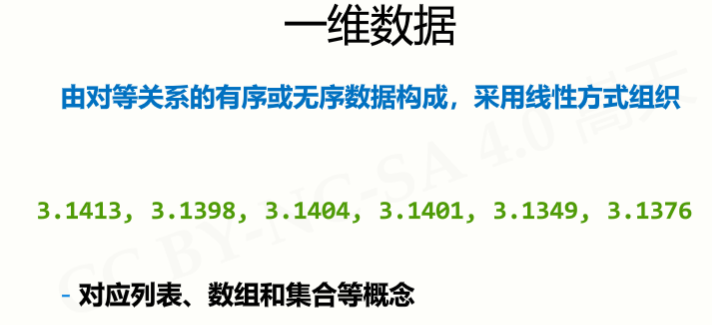 一维数据
由对等关系的有序或无序数据构成，采用线性方式组织
3.1413, 3.1398, 3.1404, 3.1401, 3.1349, 3.1376
- 对应列表、数组和集合等概念
CC BY-NC-SA 4.0 嵩天